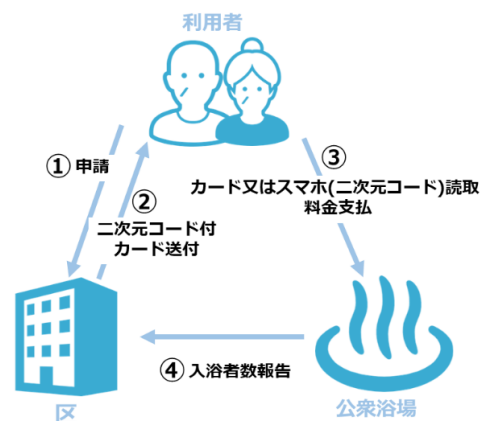 利用者
① 申請
②
二次元コード付
カード送付
③
カード又はスマホ(二次元コード)読取
料金支払
④ 入浴者数報告
区
公衆浴場